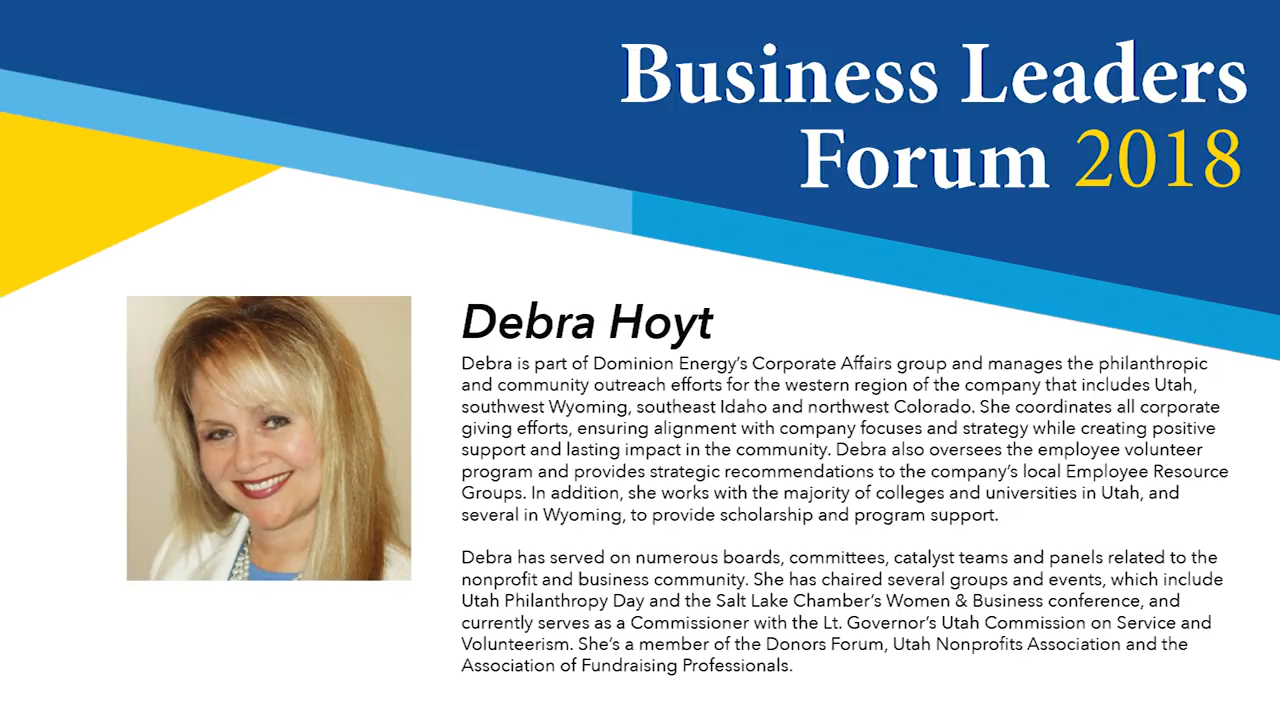 Business Leaders
Forum 2018
Debra Hoyt
Debra is part of Dominion Energy's Corporate Affairs group and manages the philanthropic
and community outreach efforts for the western region of the company that includes Utah,
southwest Wyoming, southeast Idaho and northwest Colorado. She coordinates all corporate
giving efforts, ensuring alignment with company focuses and strategy while creating positive
support and lasting impact in the community. Debra also oversees the employee volunteer
program and provides strategic recommendations to the company's local Employee Resource
Groups. In addition, she works with the majority of colleges and universities in Utah, and
several in Wyoming, to provide scholarship and program support.
Debra has served on numerous boards, committees, catalyst teams and panels related to the
nonprofit and business community. She has chaired several groups and events, which include
Utah Philanthropy Day and the Salt Lake Chamber's Women & Business conference, and
currently serves as a Commissioner with the Lt. Governor's Utah Commission on Service and
Volunteerism. She's a member of the Donors Forum, Utah Nonprofits Association and the
Association of Fundraising Professionals.